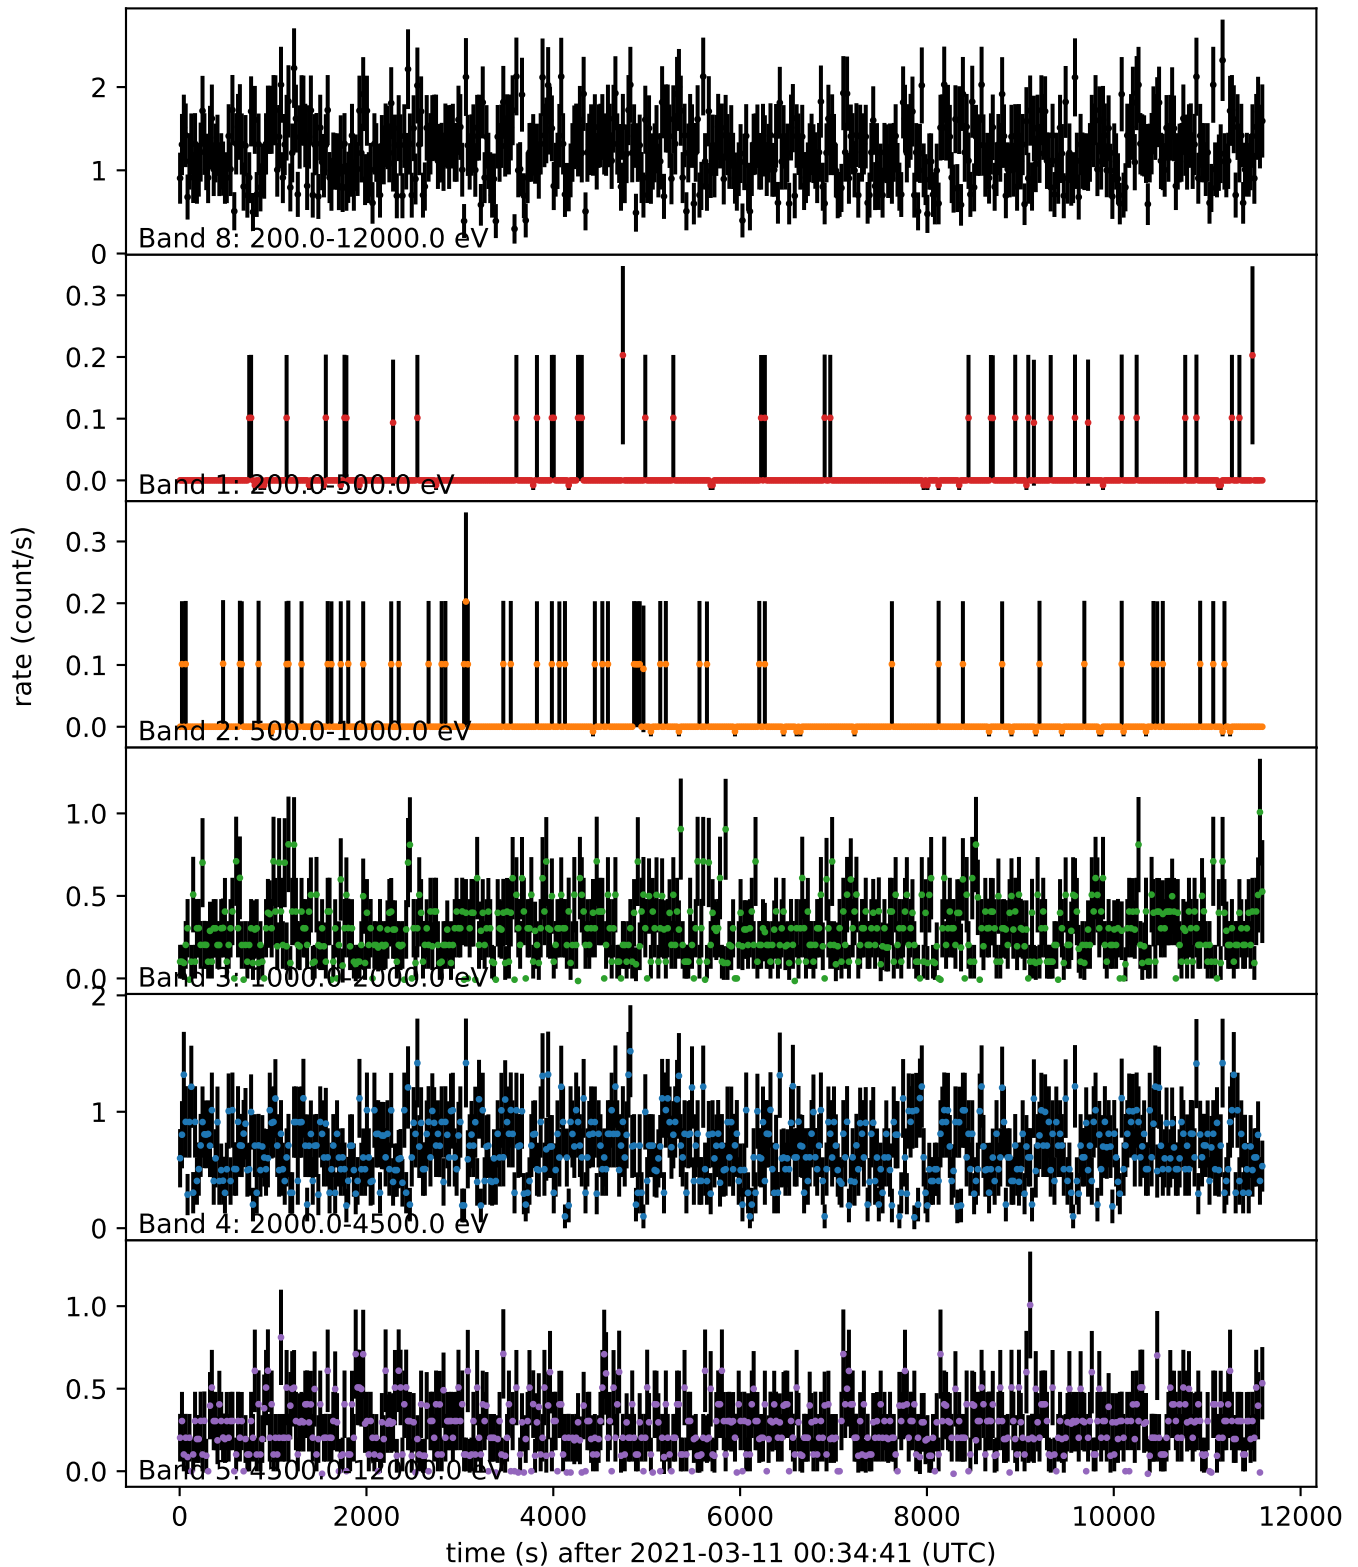 2
1
0
Band 8: 200.0-12000.0 eV
0.3
0.2
0.1
0.0
Band 1: 200.0-500.0 eV
0.3
0.2
0.1
0.0
Band 2: 500.0-1000.0 eV
rate (count/s)
1.0
0.5
0.0
Band 3: 1000.0-2000.0 eV
2
1
0
Band 4: 2000.0-4500.0 eV
1.0
0.5
0.0
Band 5: 4500.0-12000.0 eV
0 2000 4000 6000 8000 10000 12000
time (s) after 2021-03-11 00:34:41 (UTC)